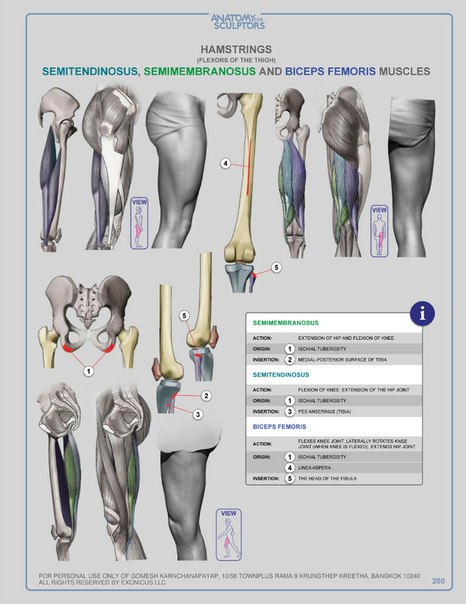 ANATOMY FOR
SCULPTORS
HAMSTRINGS
(FLEXORS OF THE THIGH)
SEMITENDINOSUS, SEMIMEMBRANOSUS AND BICEPS FEMORIS MUSCLES
VIEW
4
VIEW
5
5
1
2
3
i
SEMIMEMBRANOSUS
ACTION: EXTENSION OF HIP AND FLEXION OF KNEE
ORIGIN: 1 ISCHIAL TUBEROSITY
INSERTION: 2 MEDIAL-POSTERIOR SURFACE OF TIBIA
SEMITENDINOSUS
ACTION: FLEXION OF KNEE; EXTENSION OF THE HIP JOINT
ORIGIN: 1 ISCHIAL TUBEROSITY
INSERTION: 3 PES ANSERINUS (TIBIA)
BICEPS FEMORIS
ACTION: FLEXES KNEE JOINT, LATERALLY ROTATES KNEE
JOINT (WHEN KNEE IS FLEXED), EXTENDS HIP JOINT
ORIGIN: 1 ISCHIAL TUBEROSITY
4 LINEA ASPERA
INSERTION: 5 THE HEAD OF THE FIBULA
VIEW
FOR PERSONAL USE ONLY OF GOMESH KARNCHANAPAYAP, 10/56 TOWNPLUS RAMA 9 KRUNGTHEP KREETHA, BANGKOK 10240
ALL RIGHTS RESERVED BY EXONICUS LLC
200